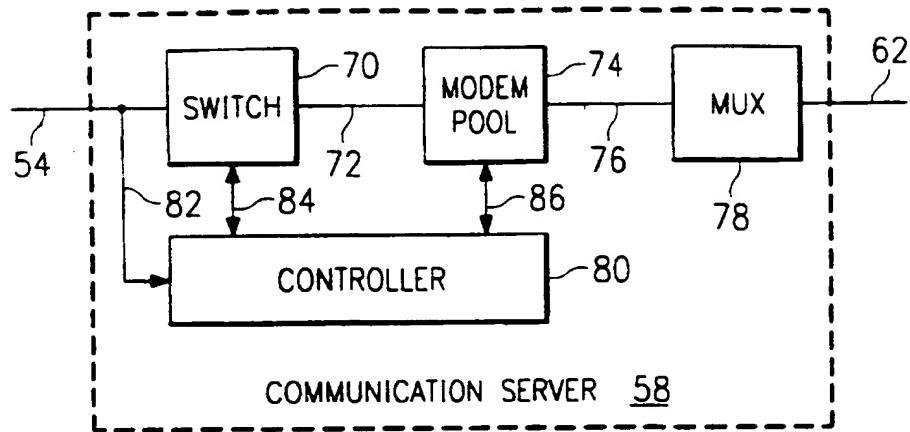 70
74
62
SWITCH
MODEM
POOL
MUX
54
72
76
82
84
86
78
CONTROLLER
80
COMMUNICATION SERVER 58